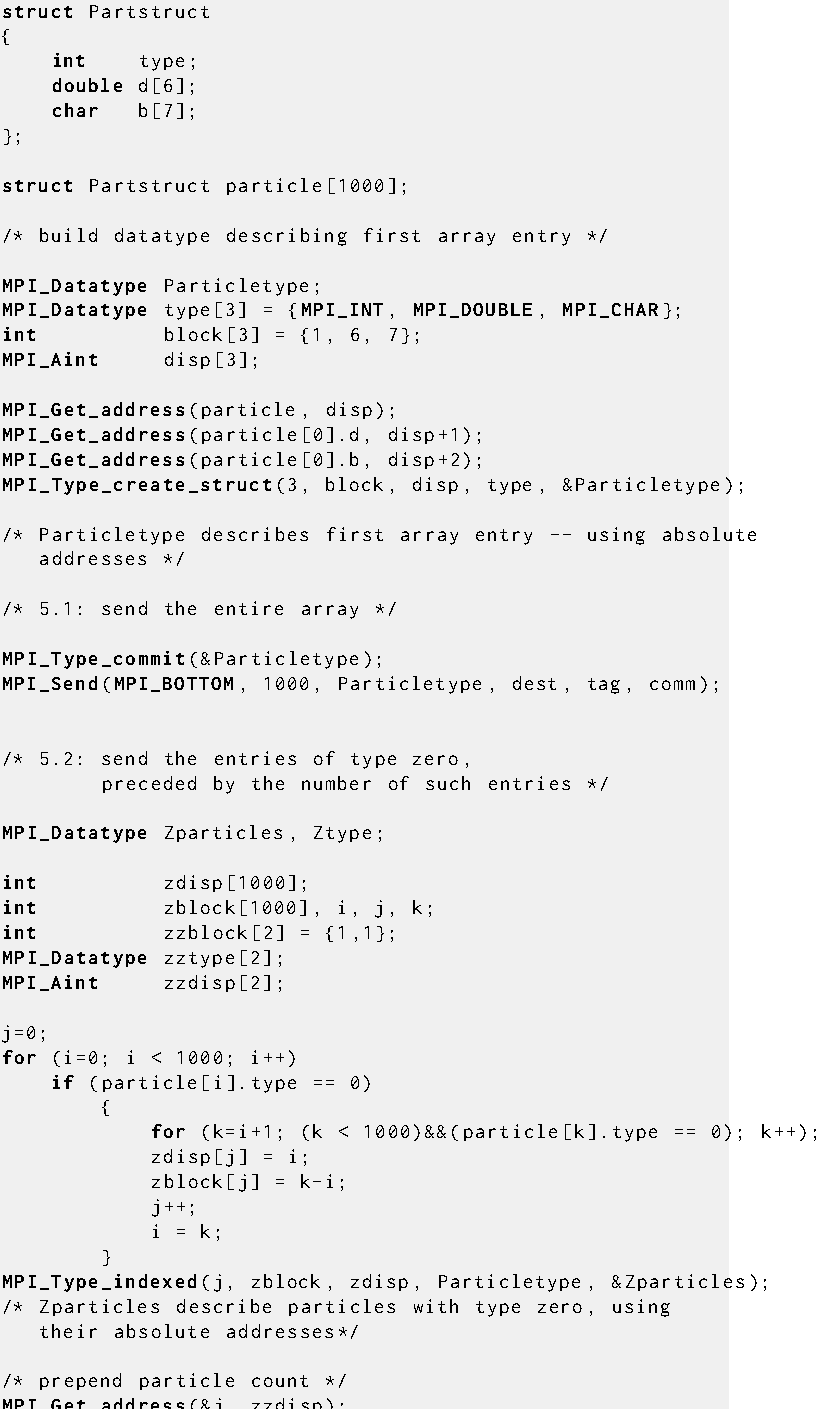 struct Partstruct
{
    int    type;
    double d[6];
    char   b[7];
};
struct Partstruct particle[1000];
/* build datatype describing first array entry */
MPI_Datatype Particletype;
MPI_Datatype type[3] = {MPI_INT, MPI_DOUBLE, MPI_CHAR};
int          block[3] = {1, 6, 7};
MPI_Aint     disp[3];
MPI_Get_address(particle, disp);
MPI_Get_address(particle[0].d, disp+1);
MPI_Get_address(particle[0].b, disp+2);
MPI_Type_create_struct(3, block, disp, type, &Particletype);
/* Particletype describes first array entry -- using absolute
   addresses */
/* 5.1: send the entire array */
MPI_Type_commit(&Particletype);
MPI_Send(MPI_BOTTOM, 1000, Particletype, dest, tag, comm);
/* 5.2: send the entries of type zero,
        preceded by the number of such entries */
MPI_Datatype Zparticles, Ztype;
int          zdisp[1000];
int          zblock[1000], i, j, k;
int          zzblock[2] = {1,1};
MPI_Datatype zztype[2];
MPI_Aint     zzdisp[2];
j=0;
for (i=0; i < 1000; i++)
    if (particle[i].type == 0)
        {
            for (k=i+1; (k < 1000)&&(particle[k].type == 0); k++);
            zdisp[j] = i;
            zblock[j] = k-i;
            j++;
            i = k;
        }
MPI_Type_indexed(j, zblock, zdisp, Particletype, &Zparticles);
/* Zparticles describe particles with type zero, using
   their absolute addresses*/
/* prepend particle count */
MPI_Get_address(&j, zzdisp);